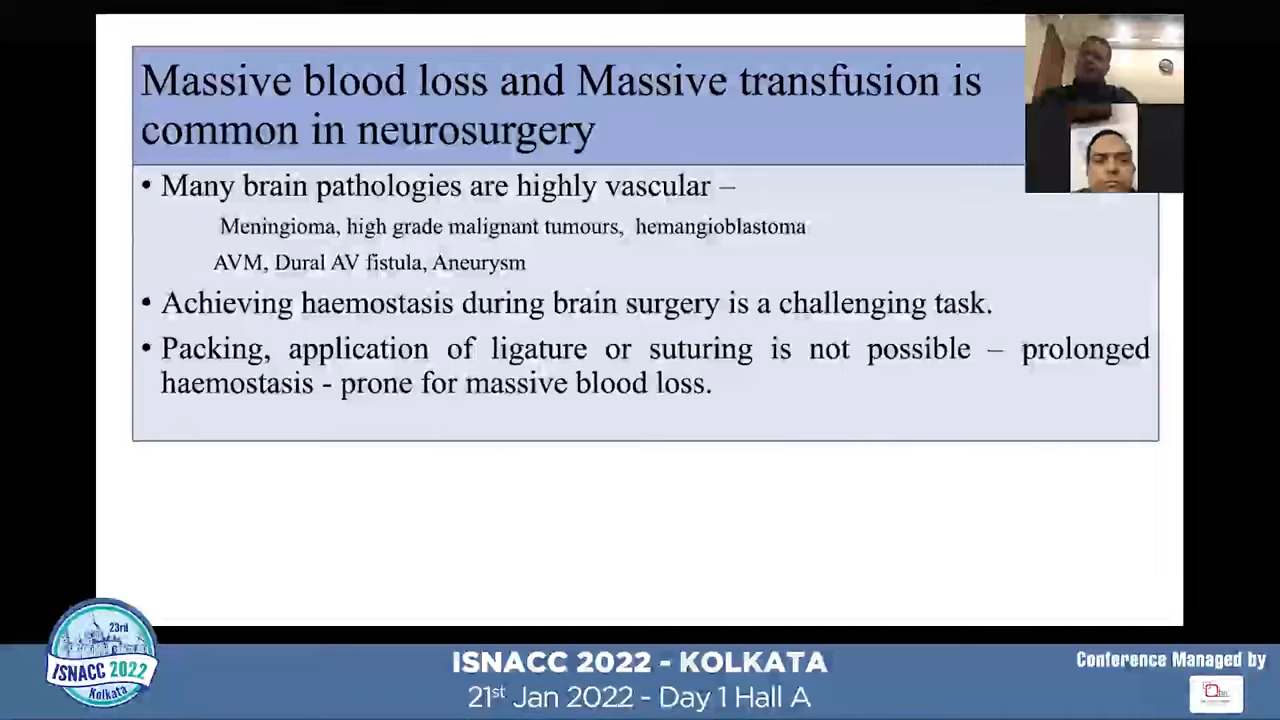 Massive blood loss and Massive transfusion is
common in neurosurgery
• Many brain pathologies are highly vascular –
Meningioma, high grade malignant tumours, hemangioblastoma
AVM, Dural AV fistula, Aneurysm
• Achieving haemostasis during brain surgery is a challenging task.
• Packing, application of ligature or suturing is not possible – prolonged
haemostasis - prone for massive blood loss.
23rd
ISNACC 2022
Kolkata
ISNACC 2022 - KOLKATA
21st Jan 2022 - Day 1 Hall A
Conference Managed by